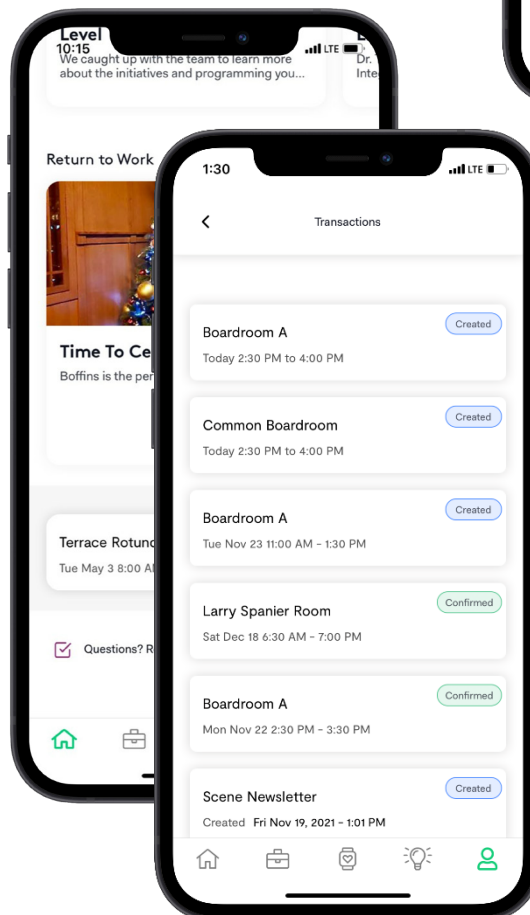 Level
10:15
LTE
We caught up with the team to learn more
about the initiatives and programming you...
Dr.
Return to Work
Time To Ce
Boffins is the per
Terrace Rotund
Tue May 3 8:00 A
Questions? R
1:30
LTE
Transactions
Boardroom A
Created
Today 2:30 PM to 4:00 PM
Common Boardroom
Created
Today 2:30 PM to 4:00 PM
Boardroom A
Created
Tue Nov 23 11:00 AM - 1:30 PM
Larry Spanier Room
Confirmed
Sat Dec 18 6:30 AM - 7:00 PM
Boardroom A
Confirmed
Mon Nov 22 2:30 PM - 3:30 PM
Scene Newsletter
Created
Created Fri Nov 19, 2021 - 1:01 PM